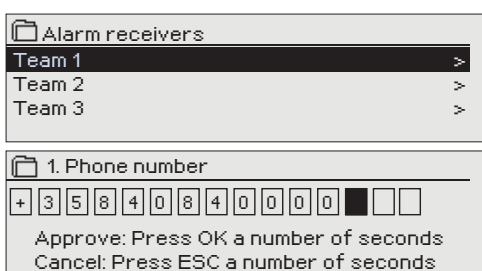 Alarm receivers
Team 1 >
Team 2 >
Team 3 >
1. Phone number
+35840840000
Approve: Press OK a number of seconds
Cancel: Press ESC a number of seconds